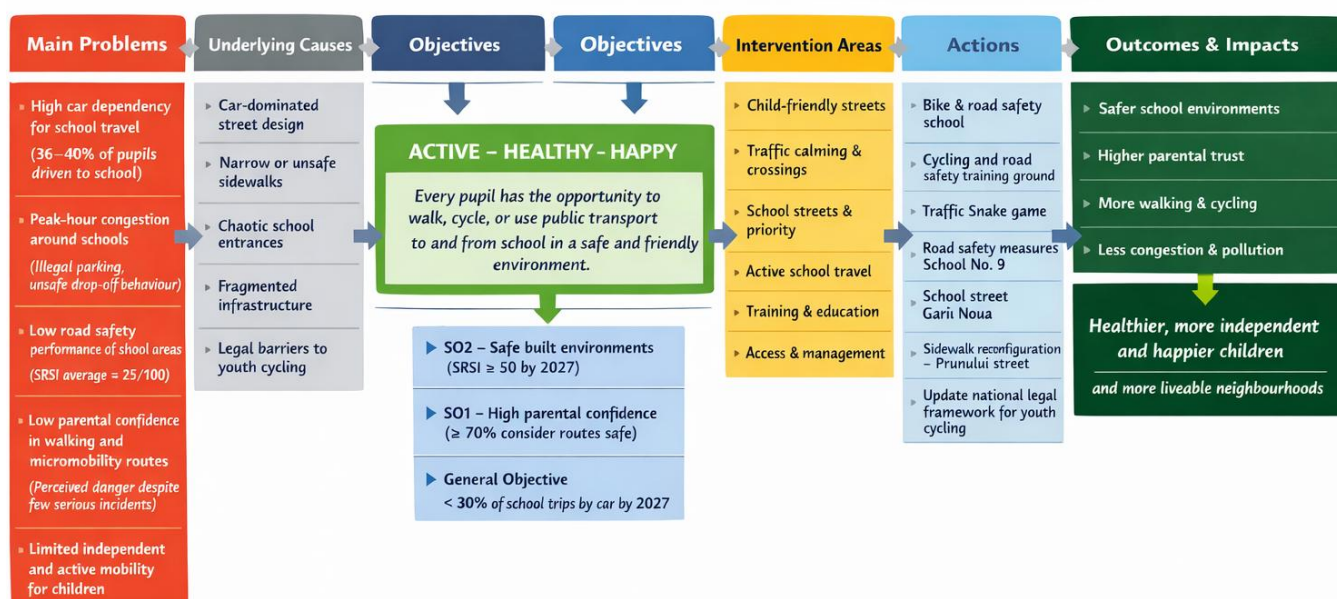 Main Problems
Underlying Causes
Objectives
Objectives
Intervention Areas
Actions
Outcomes & Impacts
High car dependency
for school travel
(36–40% of pupils
driven to school)
Peak-hour congestion
around schools
(Illegal parking,
unsafe drop-off behaviour)
Low road safety
performance of shool areas
(SRSI average = 25/100)
Low parental confidence
in walking and
micromobility routes
(Perceived danger despite
few serious incidents)
Limited independent
and active mobility
for children
Car-dominated
street design
Narrow or unsafe
sidewalks
Chaotic school
entrances
Fragmented
infrastructure
Legal barriers to
youth cycling
ACTIVE – HEALTHY – HAPPY
Every pupil has the opportunity to
walk, cycle, or use public transport
to and from school in a safe and friendly
environment.
SO2 – Safe built environments
(SRSI ≥ 50 by 2027)
SO1 – High parental confidence
(≥ 70% consider routes safe)
General Objective
< 30% of school trips by car by 2027
Child-friendly streets
Traffic calming &
crossings
School streets &
priority
Active school travel
Training & education
Access & management
Bike & road safety
school
Cycling and road
safety training ground
Traffic Snake game
Road safety measures
School No. 9
School street
Garii Noua
Sidewalk reconfiguration
– Prunului street
Update national legal
framework for youth
cycling
Safer school environments
Higher parental trust
More walking & cycling
Less congestion & pollution
Healthier, more independent
and happier children
and more liveable neighbourhoods